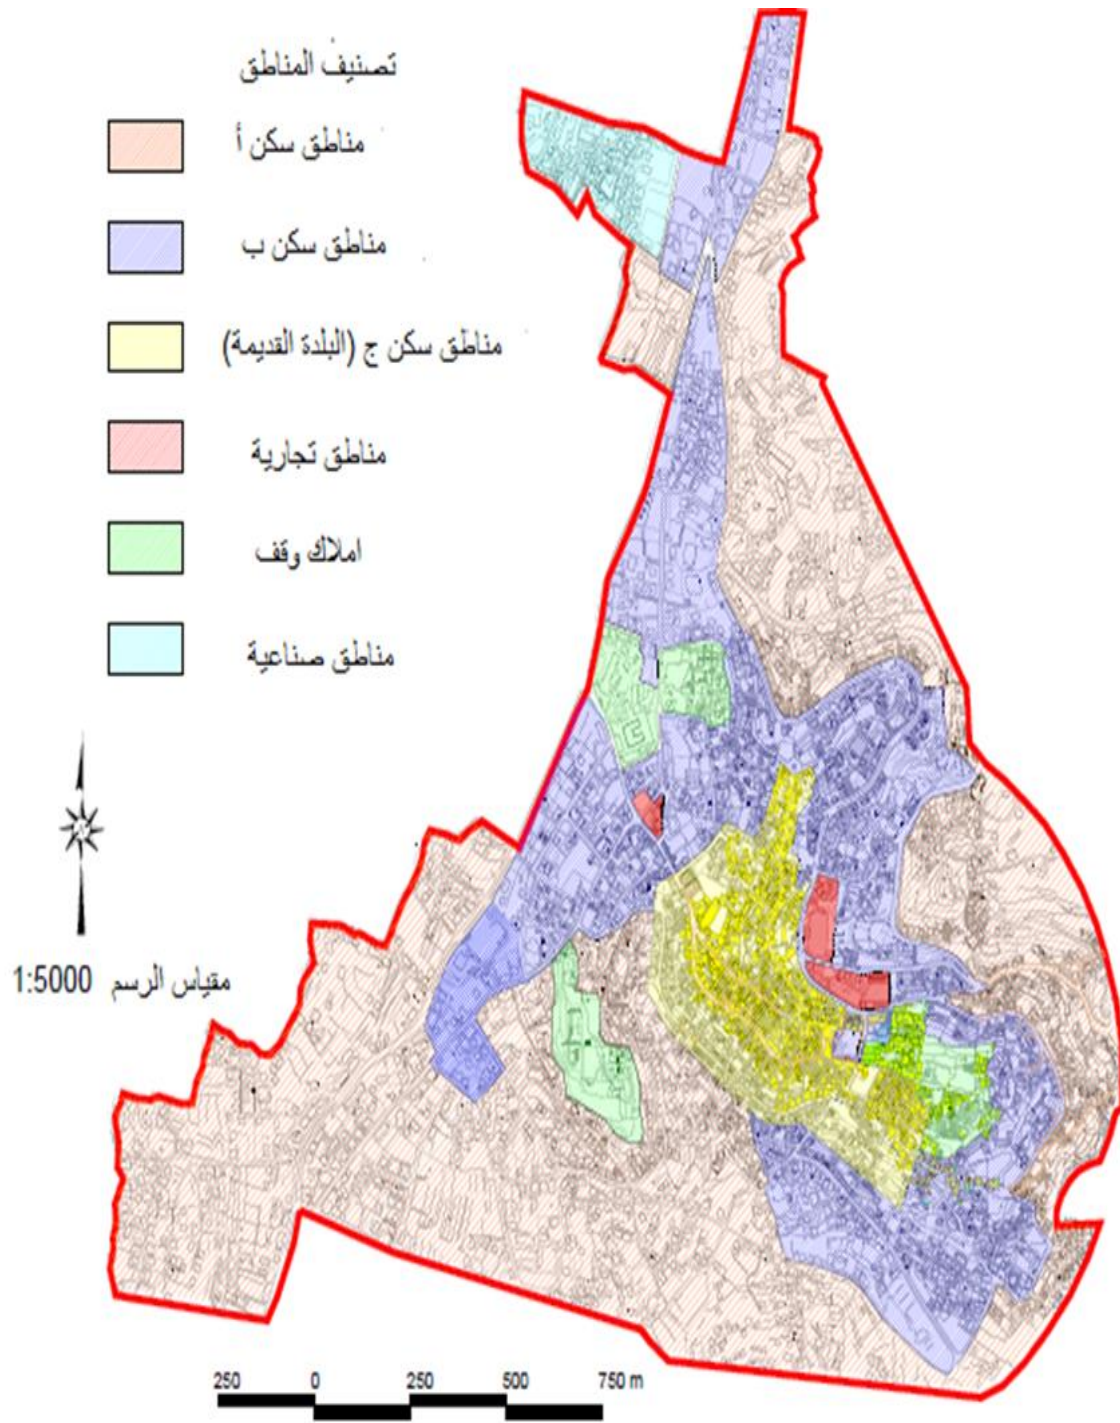 تصنيف المناطق
مناطق سكن أ
مناطق سكن ب
مناطق سكن ج (البلدة القديمة)
مناطق تجارية
املاك وقف
مناطق صناعية
مقياس الرسم 1:5000
250 0 250 500 750 m